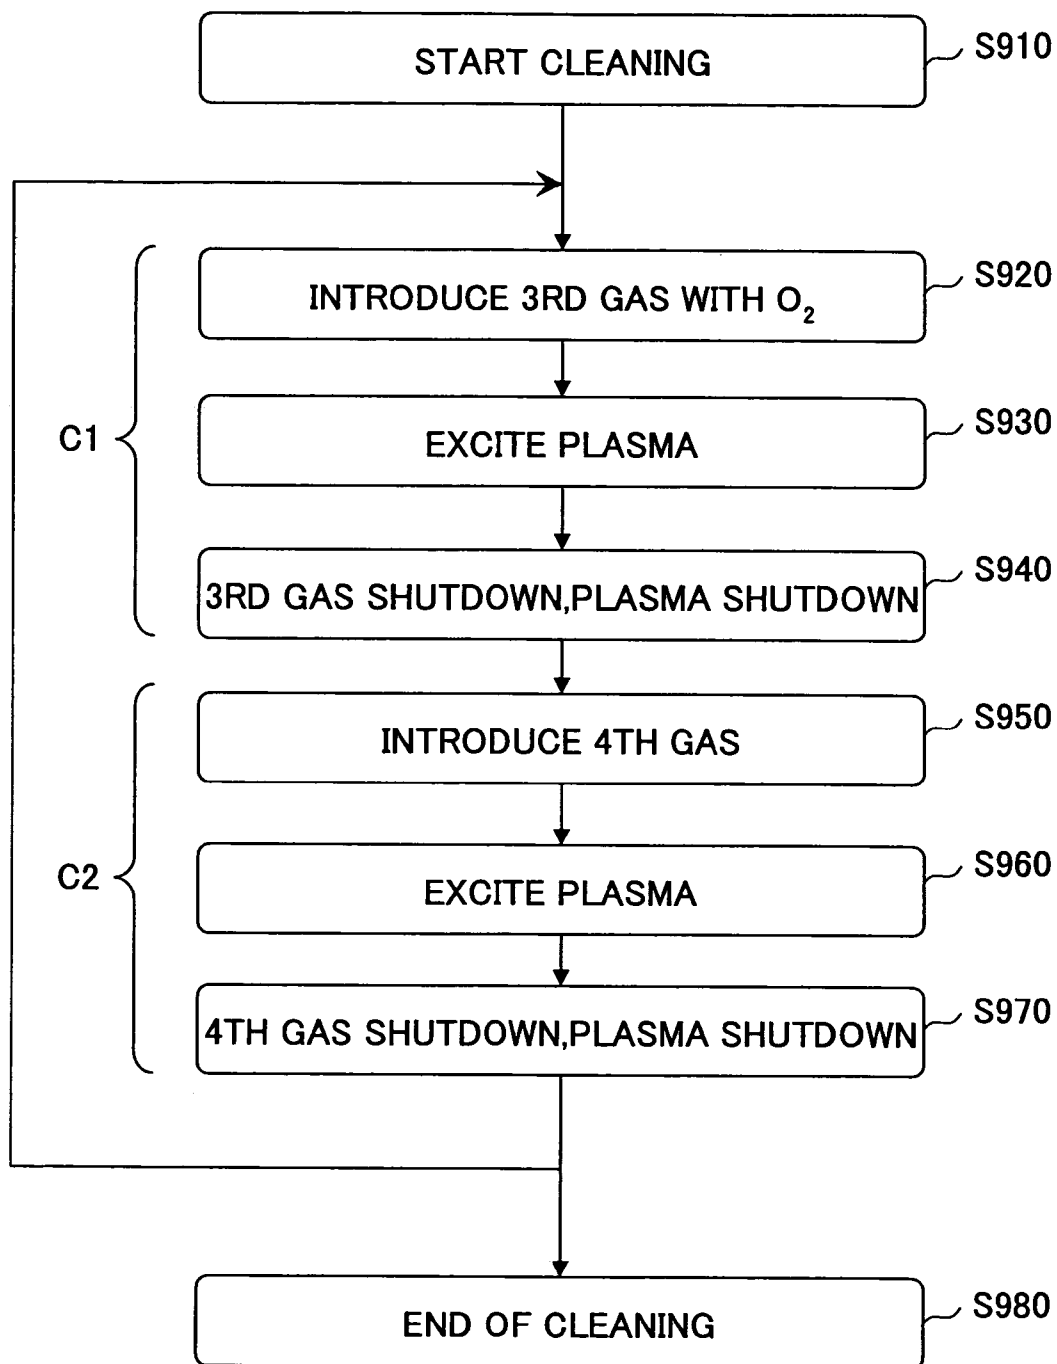 START CLEANING
S910
INTRODUCE 3RD GAS WITH O₂
S920
EXCITE PLASMA
S930
C1
3RD GAS SHUTDOWN,PLASMA SHUTDOWN
S940
INTRODUCE 4TH GAS
S950
EXCITE PLASMA
S960
C2
4TH GAS SHUTDOWN,PLASMA SHUTDOWN
S970
END OF CLEANING
S980